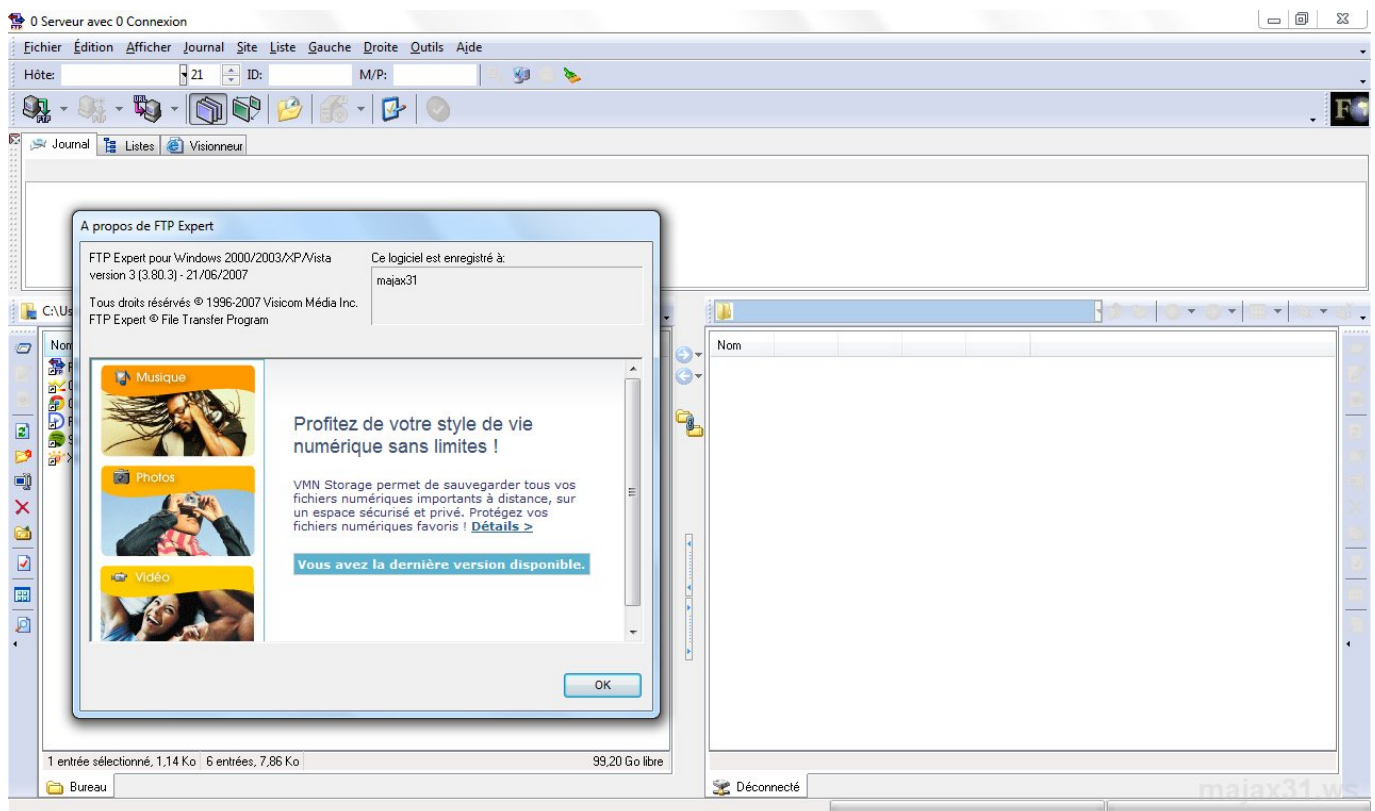 0 Serveur avec 0 Connexion
Eichier Édition Afficher Journal Site Liste Gauche Droite Outils Aide
Hôte: 21 ID: M/P:
Journal Listes Visionneur
A propos de FTP Expert
FTP Expert pour Windows 2000/2003/XP/Vista
version 3 (3.80.3) - 21/06/2007
Tous droits résérvés © 1996-2007 Visicom Média Inc.
FTP Expert © File Transfer Program
Ce logiciel est enregistré à:
majax31
C:\Us
Nom
Musique
Photos
Vidéo
Profitez de votre style de vie
numérique sans limites !
VMN Storage permet de sauvegarder tous vos
fichiers numériques importants à distance, sur
un espace sécurisé et privé. Protégez vos
fichiers numériques favoris ! Détails >
Vous avez la dernière version disponible.
OK
1 entrée sélectionné, 1,14 Ko 6 entrées, 7,86 Ko 99,20 Go libre
Bureau
Déconnecté
majax31.ws